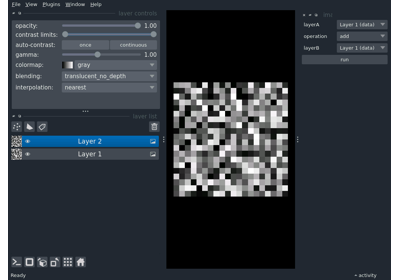 File View Plugins Window Help
layer controls
opacity: 1.00
contrast limits:
auto-contrast: once continuous
gamma: 1.00
colormap: gray
blending: translucent_no_depth
interpolation: nearest
layer list
Layer 2
Layer 1
layerA Layer 1 (data)
operation add
layerB Layer 1 (data)
run
Ready
activity